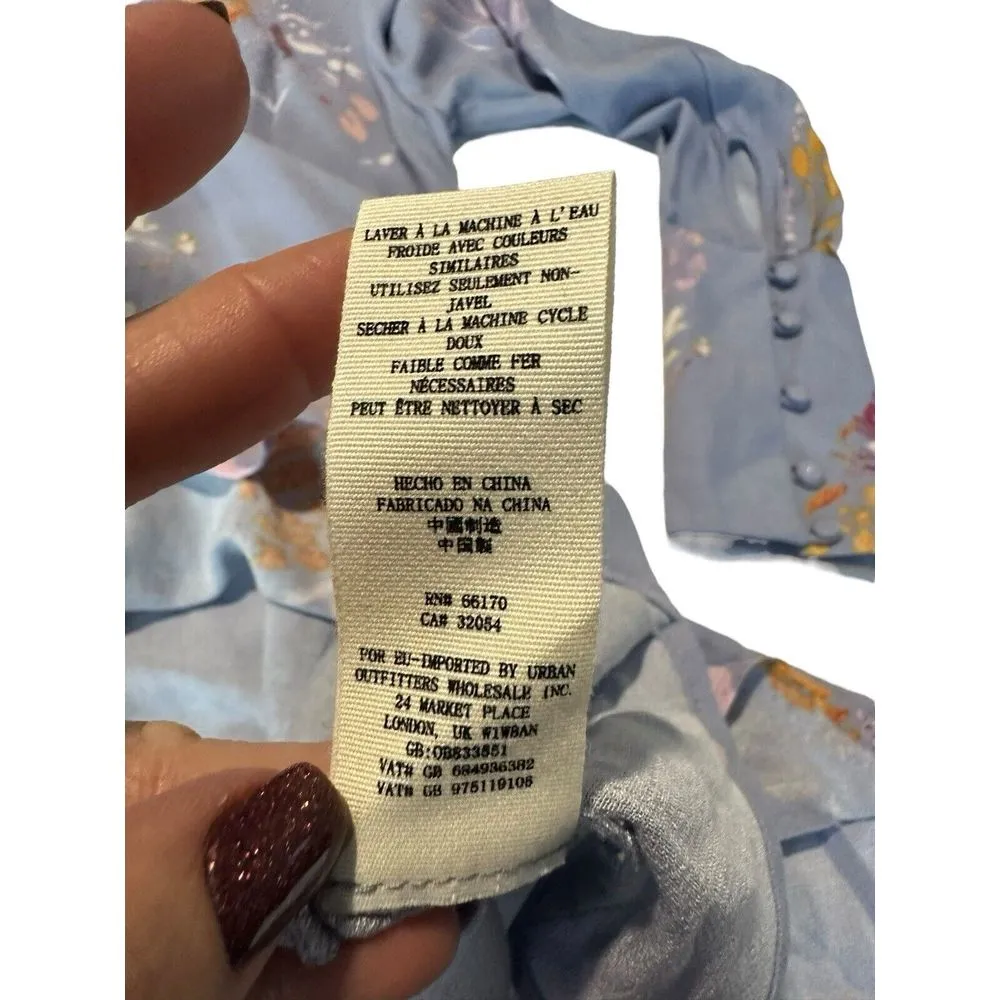 LAVER À LA MACHINE À L'EAU
FROIDE AVEC COULEURS
SIMILAIRES
UTILISEZ SEULEMENT NON-
JAVEL
SECHER À LA MACHINE CYCLE
DOUX
FAIBLE COMME FER
NÉCESSAIRES
PEUT ÊTRE NETTOYER À SEC
HECHO EN CHINA
FABRICADO NA CHINA
中國制造
中国製
RN# 66170
CA# 32054
FOR EU-IMPORTED BY URBAN
OUTFITTERS WHOLESALE INC.
24 MARKET PLACE
LONDON, UK W1W8AN
GB:OB833851
VAT# GB 684936382
VAT# GB 975119105